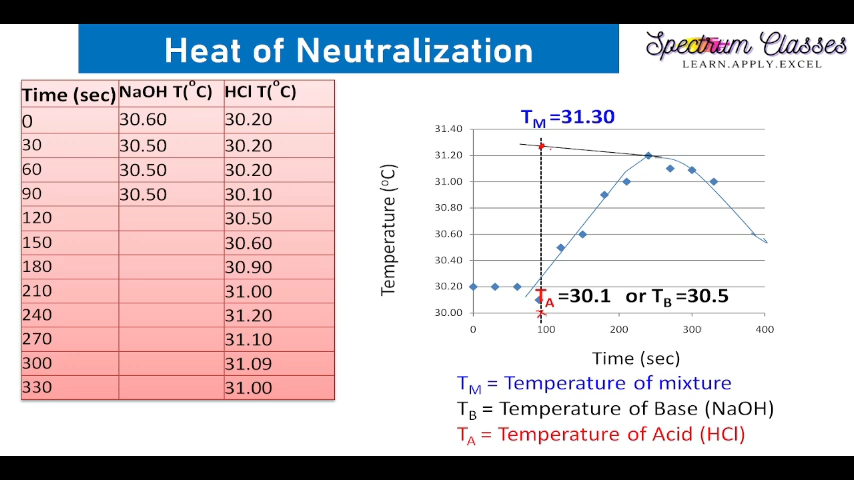 Heat of Neutralization
Spectrum Classes
LEARN.APPLY.EXCEL
Time (sec) NaOH T(°C) HCl T(°C)
0 30.60 30.20
30 30.50 30.20
60 30.50 30.20
90 30.50 30.10
120 30.50
150 30.60
180 30.90
210 31.00
240 31.20
270 31.10
300 31.09
330 31.00
TM =31.30
Temperature (°C)
31.40
31.20
31.00
30.80
30.60
30.40
30.20
30.00
TA =30.1 or TB =30.5
0 100 200 300 400
Time (sec)
TM = Temperature of mixture
TB = Temperature of Base (NaOH)
TA = Temperature of Acid (HCl)